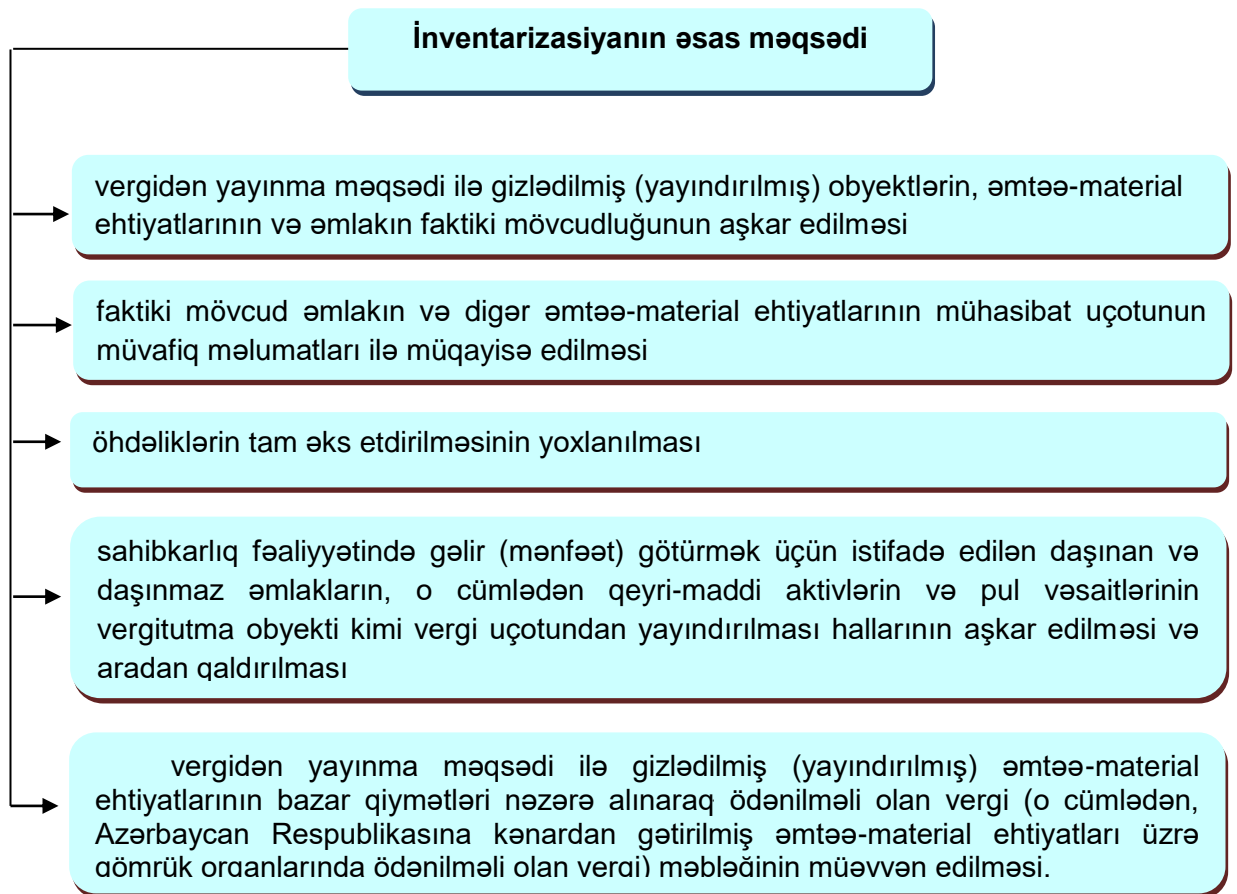 İnventarizasiyanın əsas məqsədi
vergidən yayınma məqsədi ilə gizlədilmiş (yayındırılmış) obyektlərin, əmtəə-material
ehtiyatlarının və əmlakın faktiki mövcudluğunun aşkar edilməsi
faktiki mövcud əmlakın və digər əmtəə-material ehtiyatlarının mühasibat uçotunun
müvafiq məlumatları ilə müqayisə edilməsi
öhdəliklərin tam əks etdirilməsinin yoxlanılması
sahibkarlıq fəaliyyətində gəlir (mənfəət) götürmək üçün istifadə edilən daşınan və
daşınmaz əmlakların, o cümlədən qeyri-maddi aktivlərin və pul vəsaitlərinin
vergitutma obyekti kimi vergi uçotundan yayındırılması hallarının aşkar edilməsi və
aradan qaldırılması
vergidən yayınma məqsədi ilə gizlədilmiş (yayındırılmış) əmtəə-material
ehtiyatlarının bazar qiymətləri nəzərə alınaraq ödənilməli olan vergi (o cümlədən,
Azərbaycan Respublikasına kənardan gətirilmiş əmtəə-material ehtiyatları üzrə
gömrük orqanlarında ödənilməli olan vergi) məbləğinin müəyyən edilməsi.